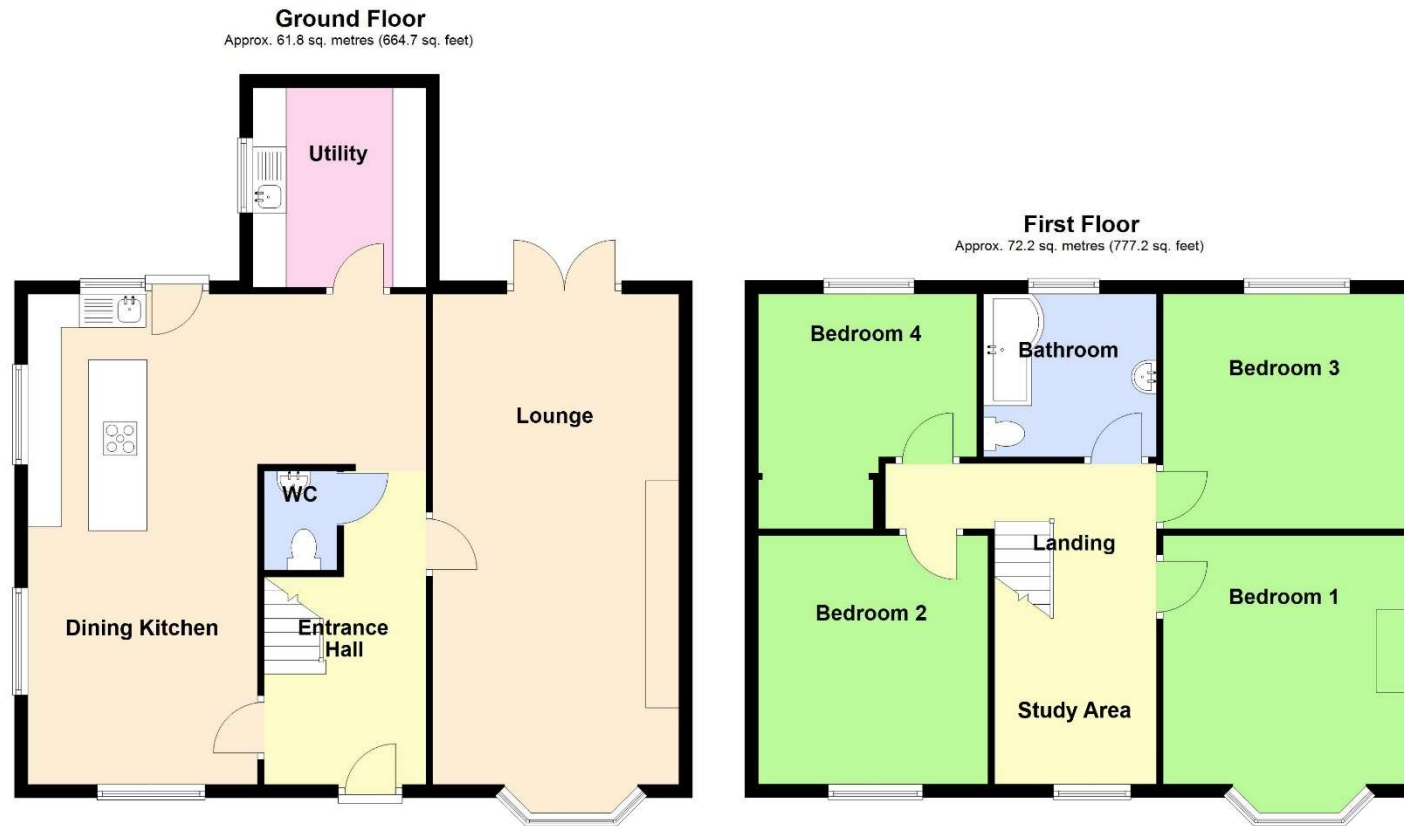 Ground Floor
Approx. 61.8 sq. metres (664.7 sq. feet)
Utility
Lounge
WC
Dining Kitchen
Entrance
Hall
First Floor
Approx. 72.2 sq. metres (777.2 sq. feet)
Bedroom 4
Bathroom
Bedroom 3
Landing
Bedroom 2
Bedroom 1
Study Area